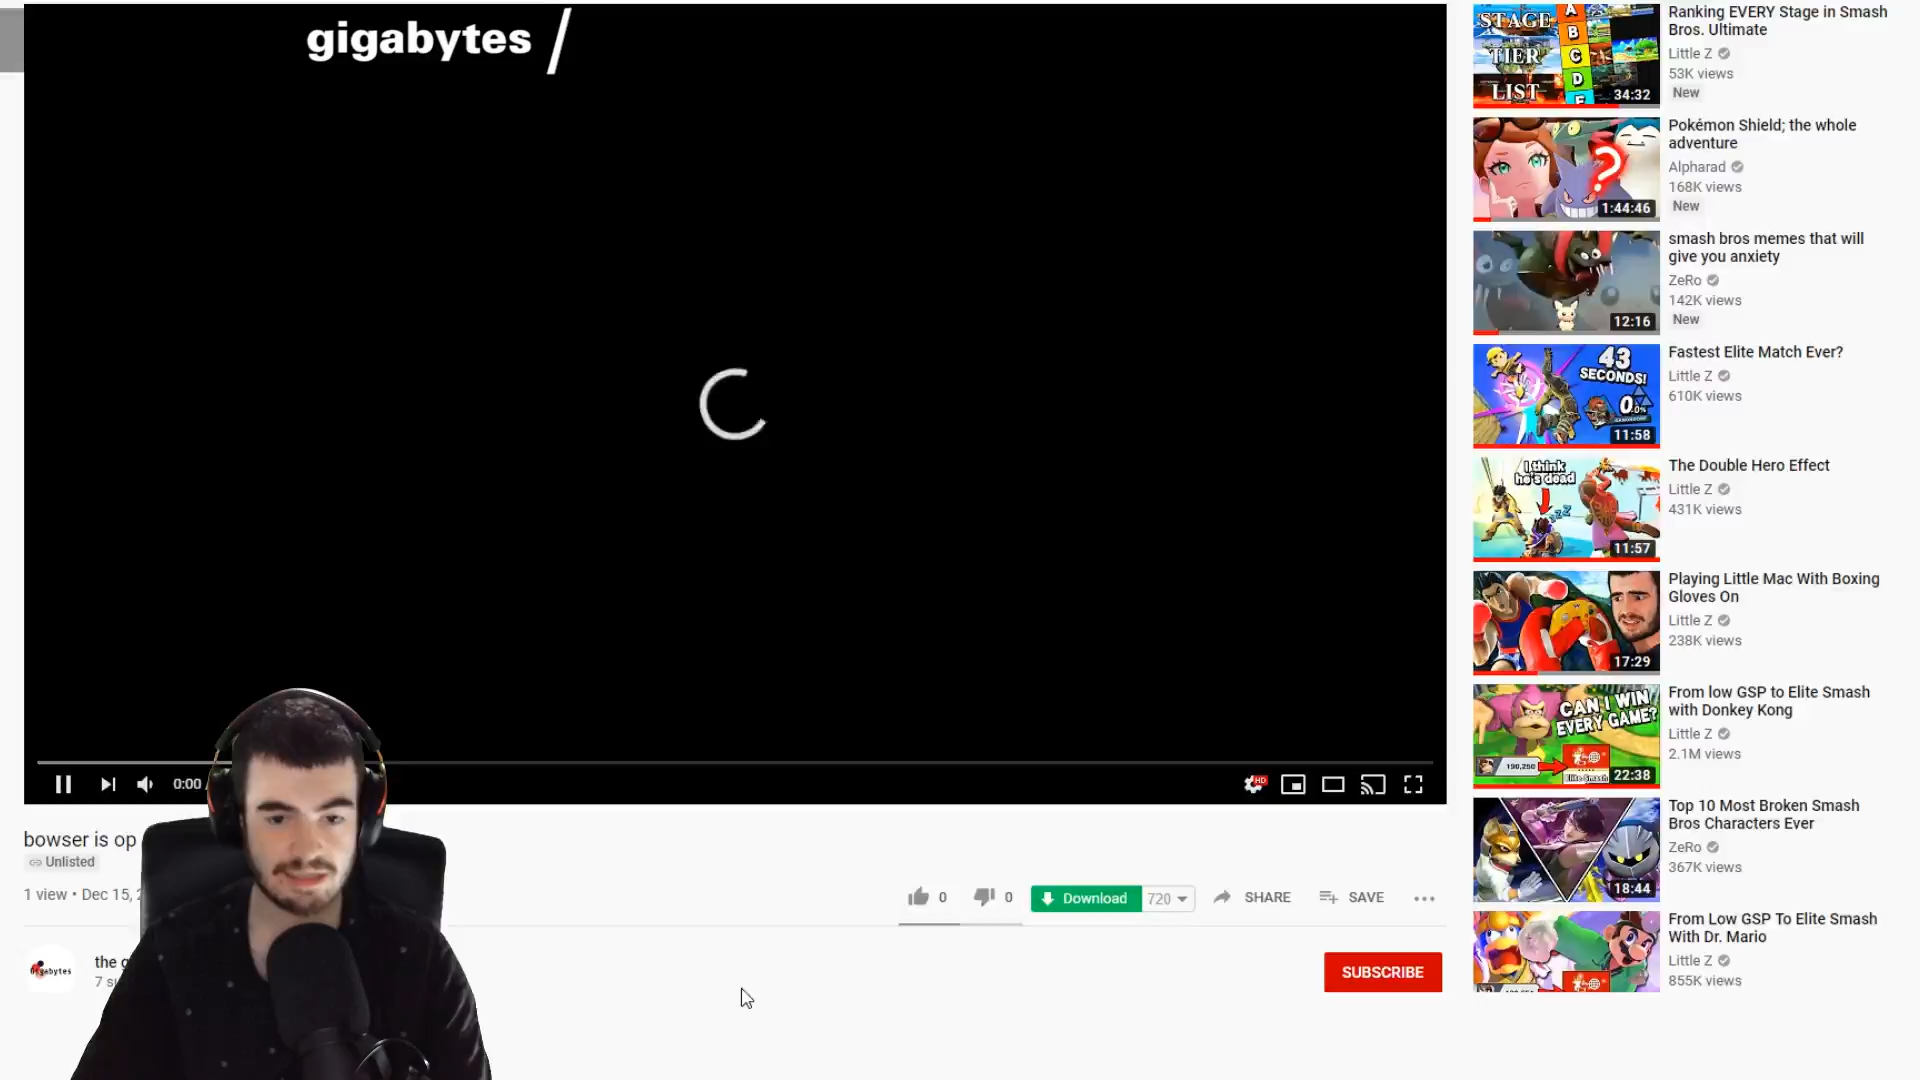 gigabytes /
0:00
bowser is op
Unlisted
1 view • Dec 15,
0
0
Download
720
SHARE
SAVE
the
SUBSCRIBE
STAGE
TIER
LIST
A
B
C
D
34:32
Ranking EVERY Stage in Smash
Bros. Ultimate
Little Z
53K views
New
?
1:44:46
Pokémon Shield; the whole
adventure
Alpharad
168K views
New
12:16
smash bros memes that will
give you anxiety
ZeRo
142K views
New
43
SECONDS!
11:58
Fastest Elite Match Ever?
Little Z
610K views
I think
he's dead
11:57
The Double Hero Effect
Little Z
431K views
17:29
Playing Little Mac With Boxing
Gloves On
Little Z
238K views
CAN I WIN
EVERY GAME?
190,250
Elite Smash
22:38
From low GSP to Elite Smash
with Donkey Kong
Little Z
2.1M views
18:44
Top 10 Most Broken Smash
Bros Characters Ever
ZeRo
367K views
From Low GSP To Elite Smash
With Dr. Mario
Little Z
855K views